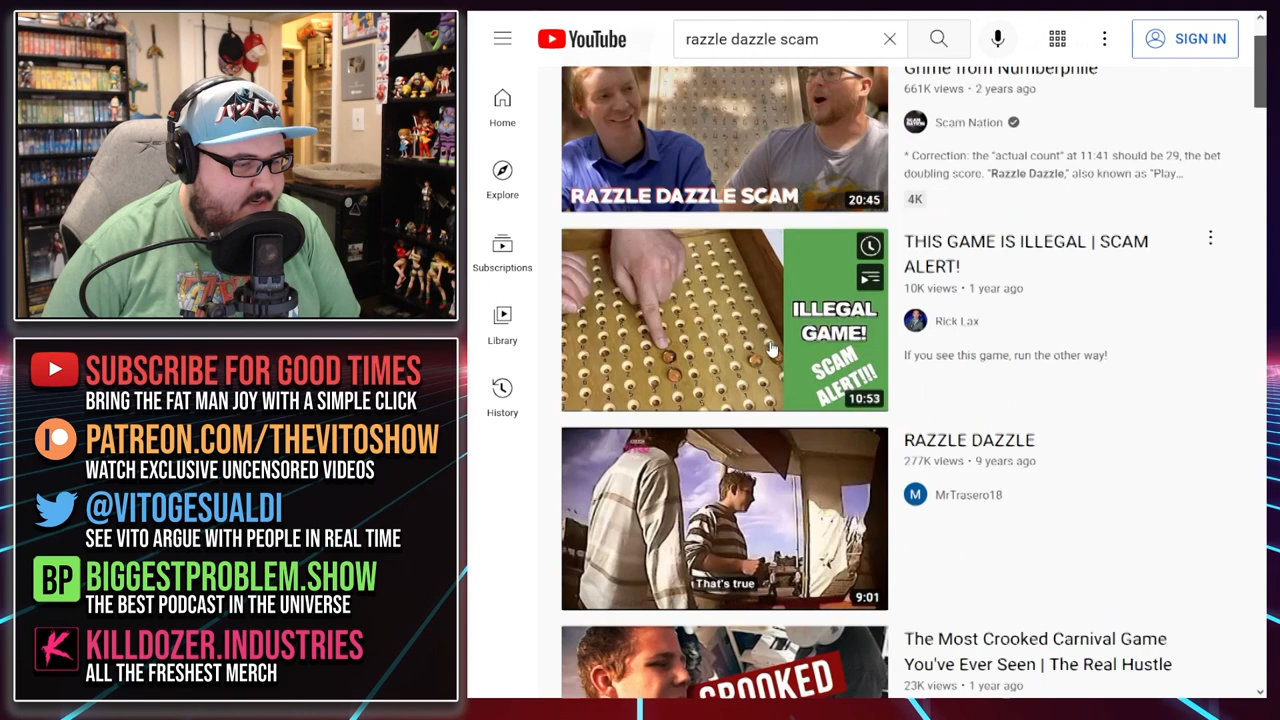 SUBSCRIBE FOR GOOD TIMES
BRING THE FAT MAN JOY WITH A SIMPLE CLICK
PATREON.COM/THEVITOSHOW
WATCH EXCLUSIVE UNCENSORED VIDEOS
@VITOGESUALDI
SEE VITO ARGUE WITH PEOPLE IN REAL TIME
BP
BIGGESTPROBLEM.SHOW
THE BEST PODCAST IN THE UNIVERSE
K
KILLDOZER.INDUSTRIES
ALL THE FRESHEST MERCH
YouTube
razzle dazzle scam
SIGN IN
Home
Explore
Subscriptions
Library
History
RAZZLE DAZZLE SCAM
20:45
Game from Numberphile
661K views • 2 years ago
Scam Nation
* Correction: the "actual count" at 11:41 should be 29, the bet
doubling score. "Razzle Dazzle," also known as "Play...
4K
ILLEGAL
GAME!
SCAM
ALERT!!!
10:53
THIS GAME IS ILLEGAL | SCAM
ALERT!
10K views • 1 year ago
Rick Lax
If you see this game, run the other way!
That's true
9:01
RAZZLE DAZZLE
277K views • 9 years ago
M
MrTrasero18
CROOKED
The Most Crooked Carnival Game
You've Ever Seen | The Real Hustle
23K views • 1 year ago